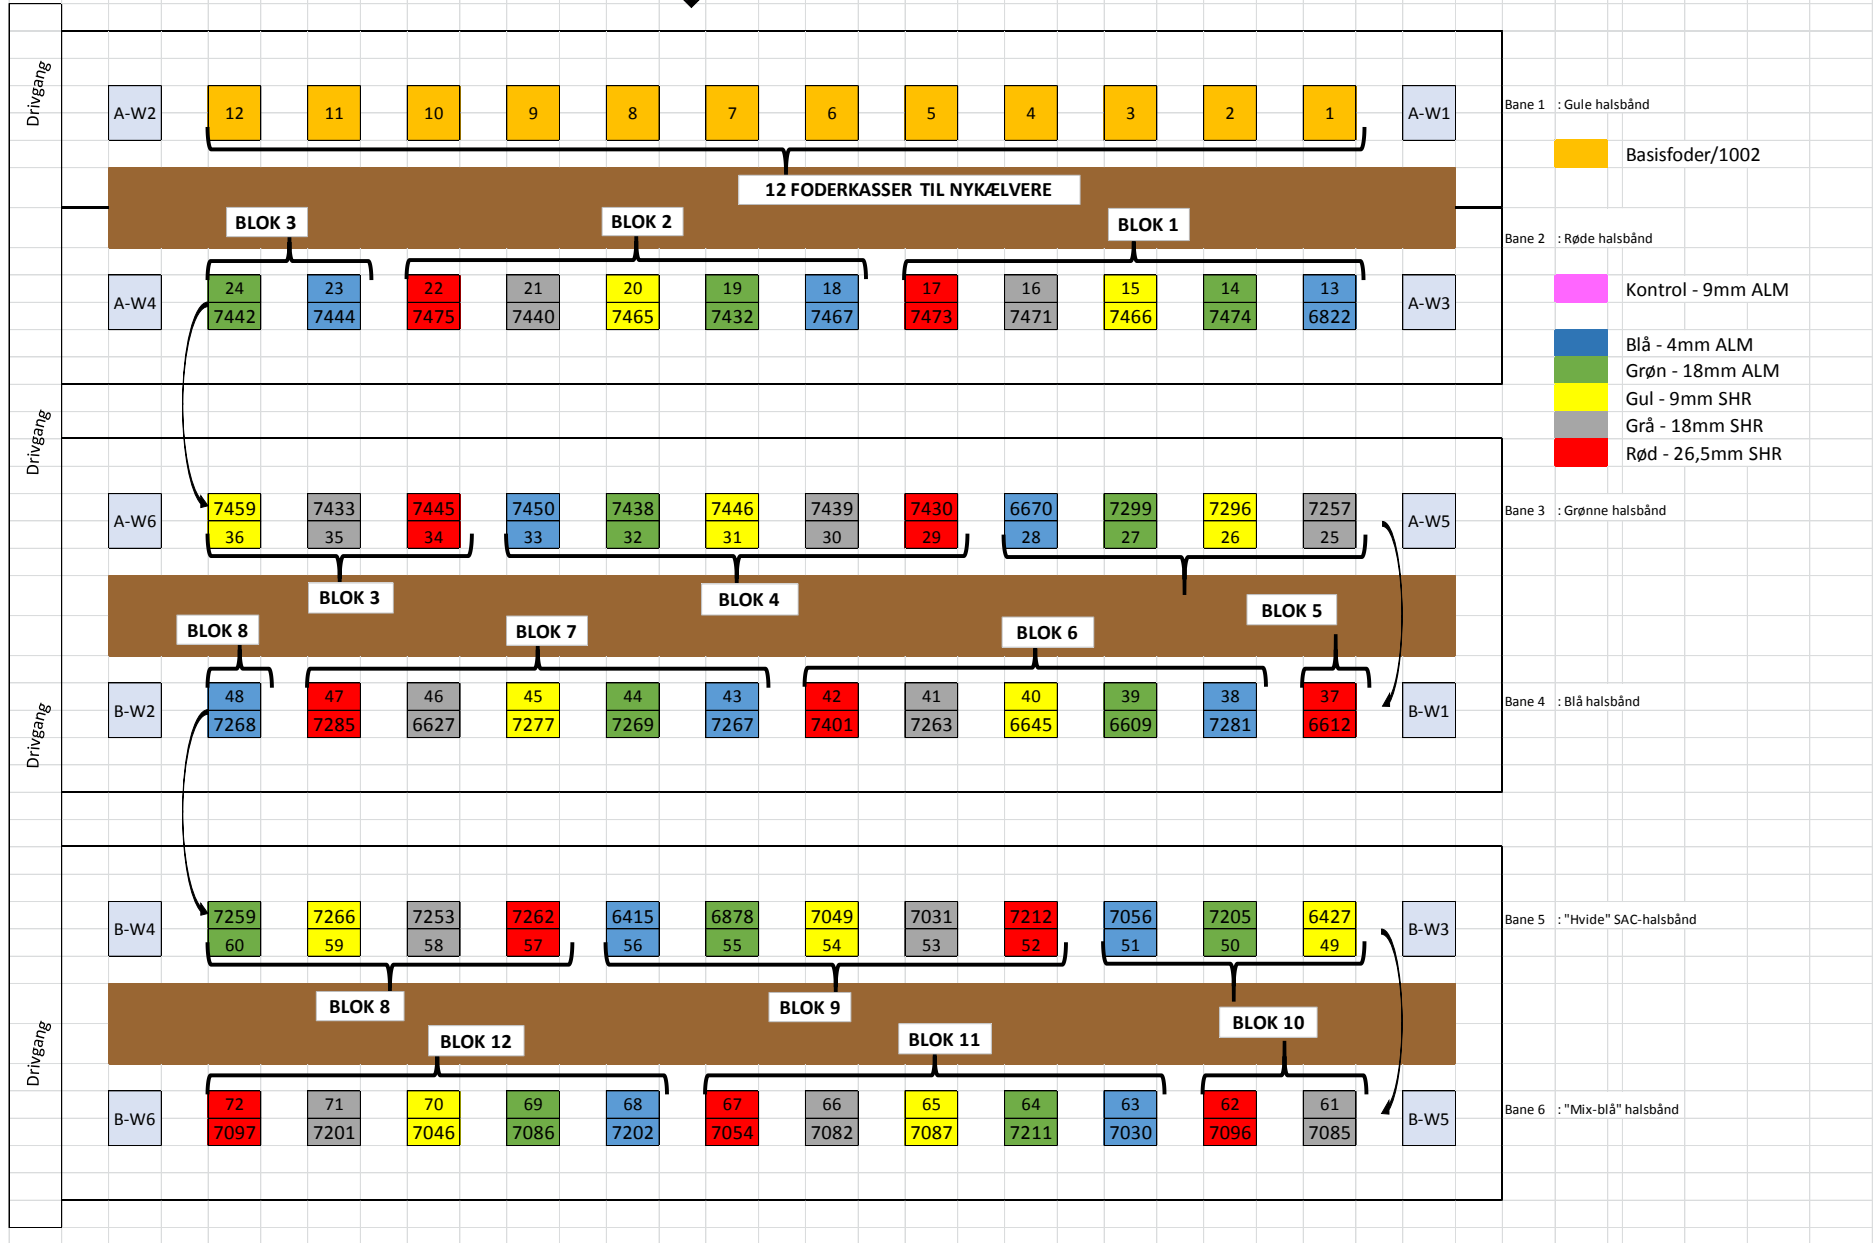 Drivgang
A-W2 12 11 10 9 8 7 6 5 4 3 2 1 A-W1
Bane 1 : Gule halsbånd
Basisfoder/1002
12 FODERKASSER TIL NYKÆLVERE
BLOK 3 BLOK 2 BLOK 1
Bane 2 : Røde halsbånd
A-W4 24 23 22 21 20 19 18 17 16 15 14 13 A-W3
7442 7444 7475 7440 7465 7432 7467 7473 7471 7466 7474 6822
Kontrol - 9mm ALM
Blå - 4mm ALM
Grøn - 18mm ALM
Gul - 9mm SHR
Grå - 18mm SHR
Rød - 26,5mm SHR
Drivgang
A-W6 7459 7433 7445 7450 7438 7446 7439 7430 6670 7299 7296 7257 A-W5
36 35 34 33 32 31 30 29 28 27 26 25
Bane 3 : Grønne halsbånd
BLOK 3 BLOK 4 BLOK 5
BLOK 8 BLOK 7 BLOK 6
Drivgang
B-W2 48 47 46 45 44 43 42 41 40 39 38 37 B-W1
7268 7285 6627 7277 7269 7267 7401 7263 6645 6609 7281 6612
Bane 4 : Blå halsbånd
B-W4 7259 7266 7253 7262 6415 6878 7049 7031 7212 7056 7205 6427 B-W3
60 59 58 57 56 55 54 53 52 51 50 49
Bane 5 : "Hvide" SAC-halsbånd
BLOK 8 BLOK 9 BLOK 10
BLOK 12 BLOK 11
Drivgang
B-W6 72 71 70 69 68 67 66 65 64 63 62 61 B-W5
7097 7201 7046 7086 7202 7054 7082 7087 7211 7030 7096 7085
Bane 6 : "Mix-blå" halsbånd